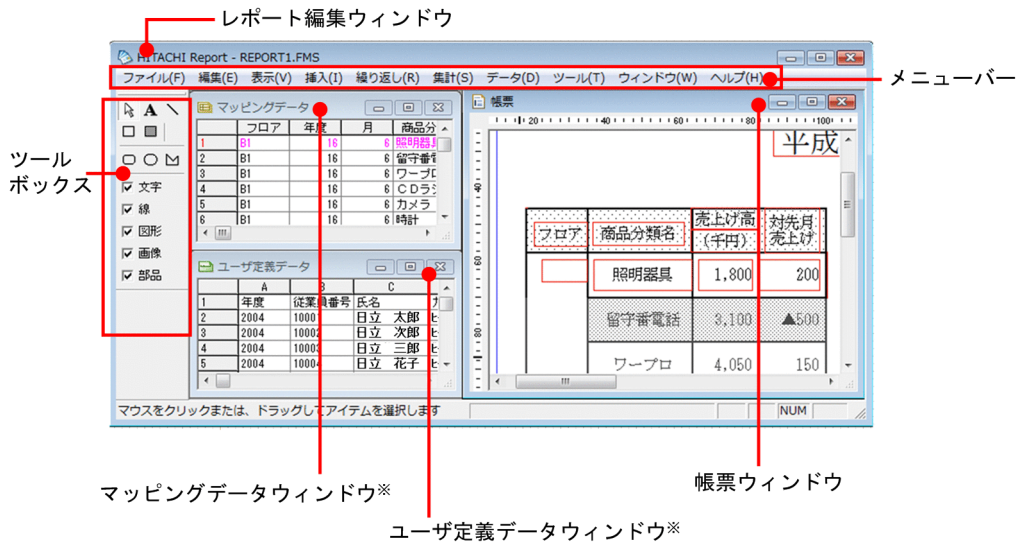 レポート編集ウィンドウ
HITACHI Report - REPORT1.FMS
ファイル(F) 編集(E) 表示(V) 挿入(I) 繰り返し(R) 集計(S) データ(D) ツール(T) ウィンドウ(W) ヘルプ(H)
メニューバー
ツール
ボックス
A
文字
線
図形
画像
部品
マッピングデータ
フロア 年度 月 商品分
1 B1 16 6 照明器具
2 B1 16 6 留守番電
3 B1 16 6 ワープロ
4 B1 16 6 CDラジ
5 B1 16 6 カメラ
6 B1 16 6 時計
ユーザ定義データ
A B C
1 年度 従業員番号 氏名
2 2004 10001 日立 太郎 ヒ
3 2004 10002 日立 次郎 ヒ
4 2004 10003 日立 三郎 ヒ
5 2004 10004 日立 花子 ヒ
帳票
20 40 60 80 100
40
60
80
平成
フロア 商品分類名 売上げ高 (千円) 対先月 売上げ
照明器具 1,800 200
留守番電話 3,100 ▲500
ワープロ 4,050 150
マウスをクリックまたは、ドラッグしてアイテムを選択します
NUM
マッピングデータウィンドウ※
帳票ウィンドウ
ユーザ定義データウィンドウ※